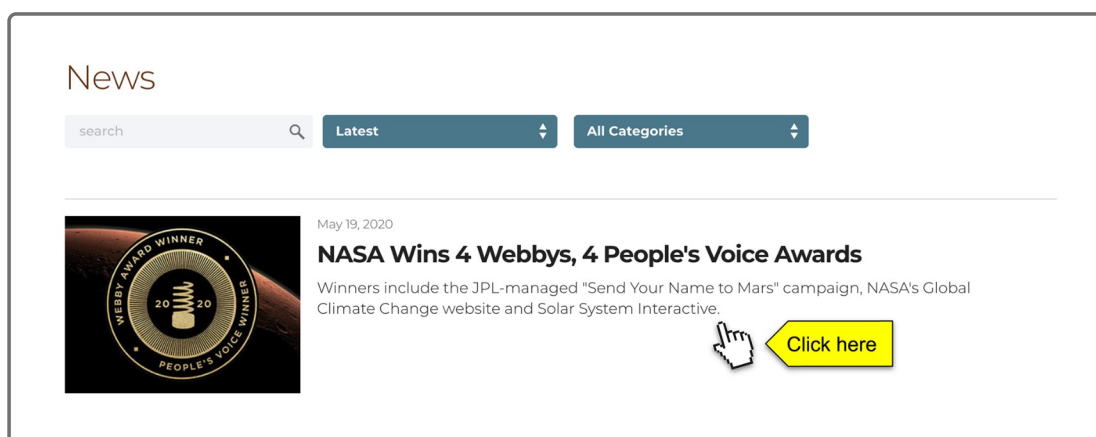 News
search
Latest
All Categories
May 19, 2020
NASA Wins 4 Webbys, 4 People's Voice Awards
Winners include the JPL-managed "Send Your Name to Mars" campaign, NASA's Global
Climate Change website and Solar System Interactive.
WEBBY AWARD WINNER
20 20
PEOPLE'S VOICE WINNER
Click here